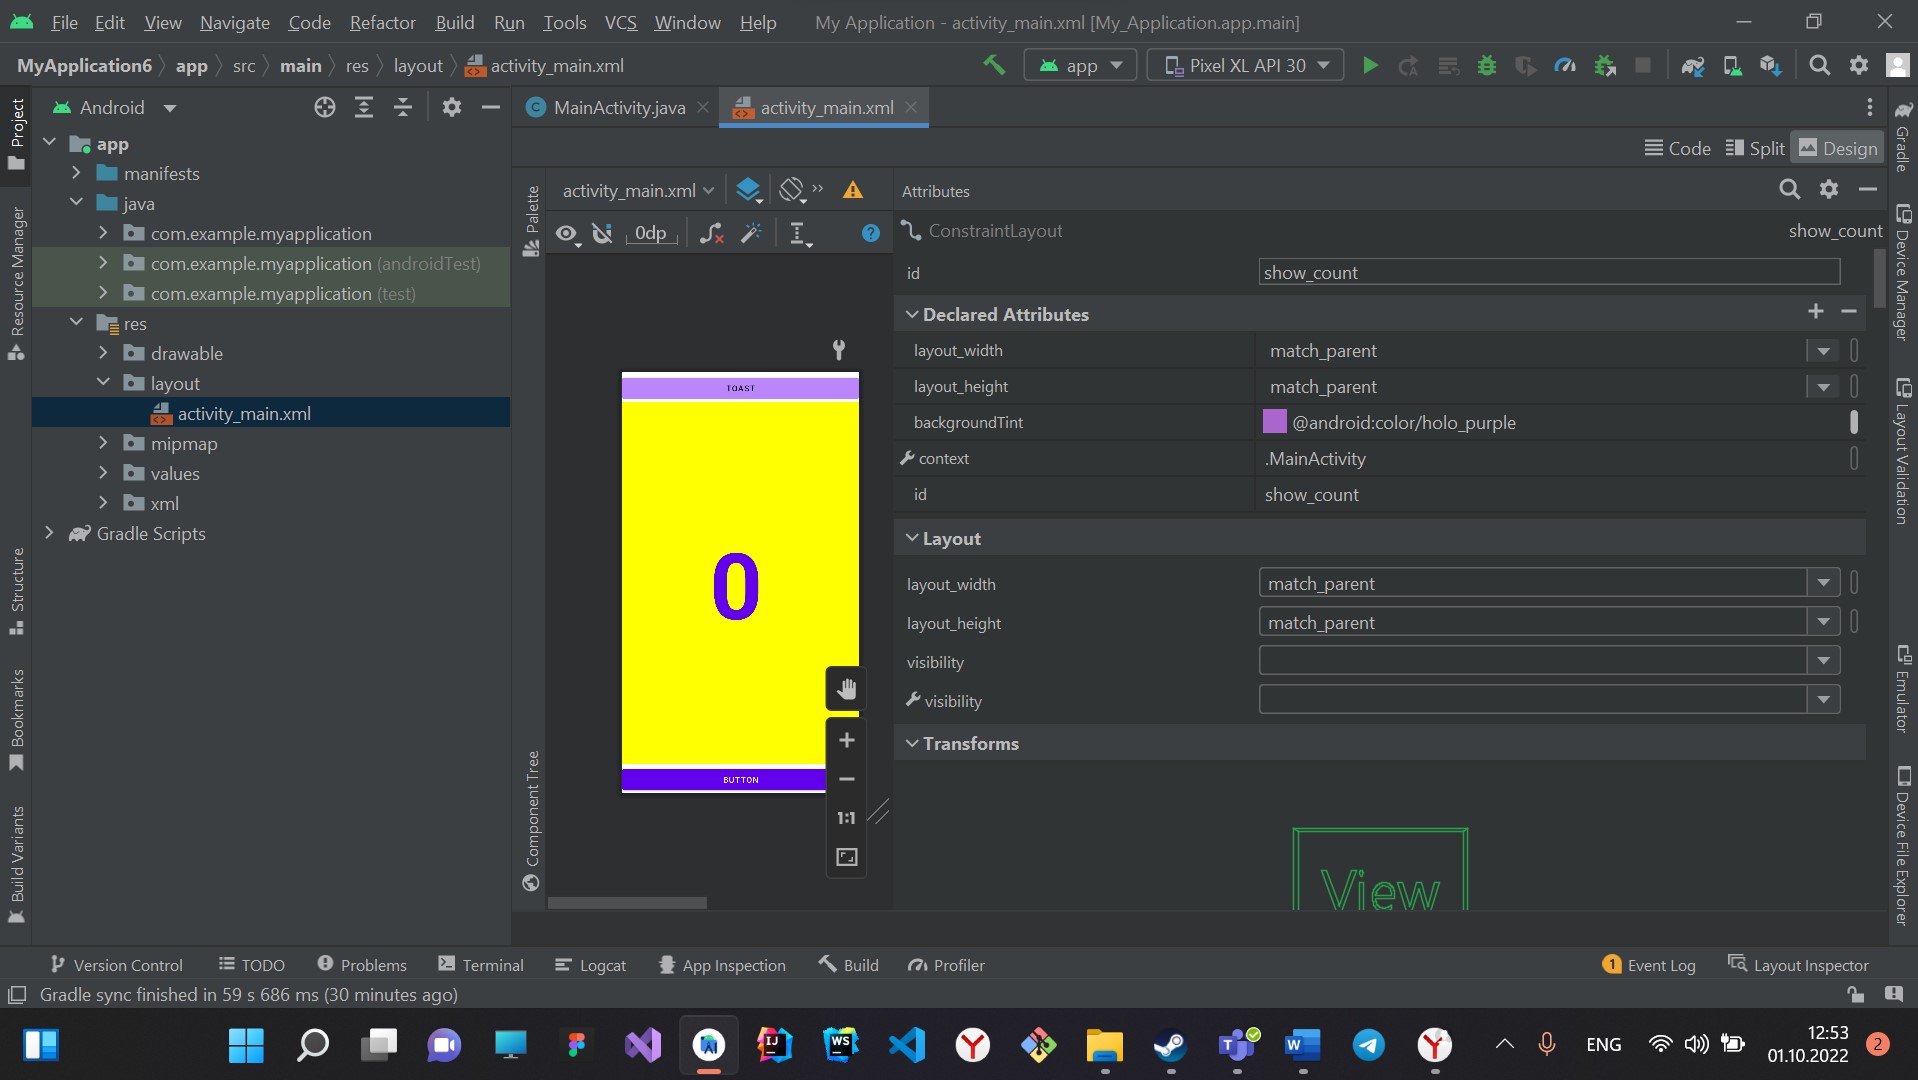 File Edit View Navigate Code Refactor Build Run Tools VCS Window Help My Application - activity_main.xml [My_Application.app.main]
MyApplication6 app src main res layout activity_main.xml app Pixel XL API 30
Project
Resource Manager
Structure
Bookmarks
Build Variants
Android
app
manifests
java
com.example.myapplication
com.example.myapplication (androidTest)
com.example.myapplication (test)
res
drawable
layout
activity_main.xml
mipmap
values
xml
Gradle Scripts
MainActivity.java activity_main.xml
Code Split Design
Palette
Component Tree
activity_main.xml
0dp
TOAST
0
BUTTON
1:1
Attributes
ConstraintLayout show_count
id show_count
Declared Attributes
layout_width match_parent
layout_height match_parent
backgroundTint @android:color/holo_purple
context .MainActivity
id show_count
Layout
layout_width match_parent
layout_height match_parent
visibility
visibility
Transforms
View
Gradle
Device Manager
Layout Validation
Emulator
Device File Explorer
Version Control TODO Problems Terminal Logcat App Inspection Build Profiler 1 Event Log Layout Inspector
Gradle sync finished in 59 s 686 ms (30 minutes ago)
ENG
12:53
01.10.2022
2